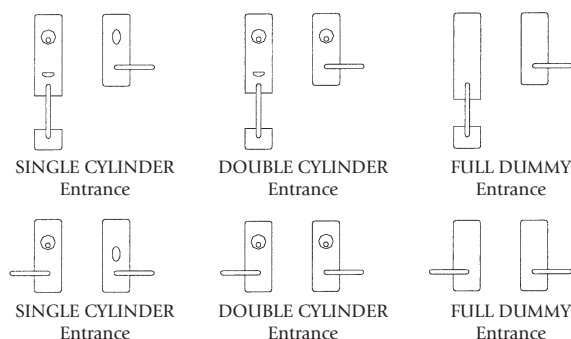 SINGLE CYLINDER
Entrance
DOUBLE CYLINDER
Entrance
FULL DUMMY
Entrance
SINGLE CYLINDER
Entrance
DOUBLE CYLINDER
Entrance
FULL DUMMY
Entrance